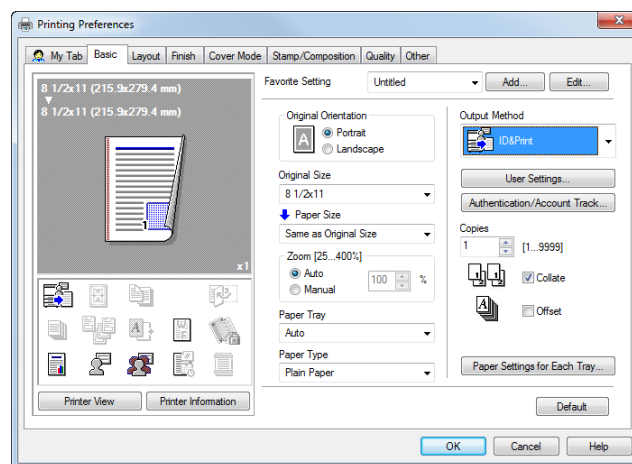 Printing Preferences
My Tab Basic Layout Finish Cover Mode Stamp/Composition Quality Other
8 1/2x11 (215.9x279.4 mm)
8 1/2x11 (215.9x279.4 mm)
1
x1
Printer View Printer Information
Favorite Setting Untitled Add... Edit...
Original Orientation
A
Portrait
Landscape
Original Size
8 1/2x11
Paper Size
Same as Original Size
Zoom [25...400%]
Auto
Manual
100 %
Paper Tray
Auto
Paper Type
Plain Paper
Output Method
ID&Print
User Settings...
Authentication/Account Track...
Copies
1 [1...9999]
Collate
Offset
Paper Settings for Each Tray...
Default
OK Cancel Help